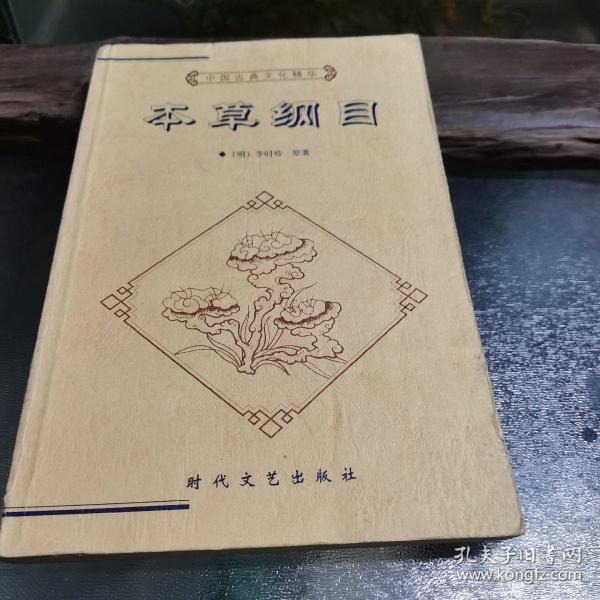 中国古典文化精华
本草纲目
◆〔明〕李时珍 原著
时代文艺出版社
孔夫子旧书网
www.kongfz.com